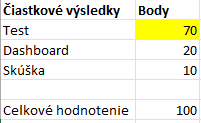 Čiastkové výsledky Body
Test 70
Dashboard 20
Skúška 10
Celkové hodnotenie 100